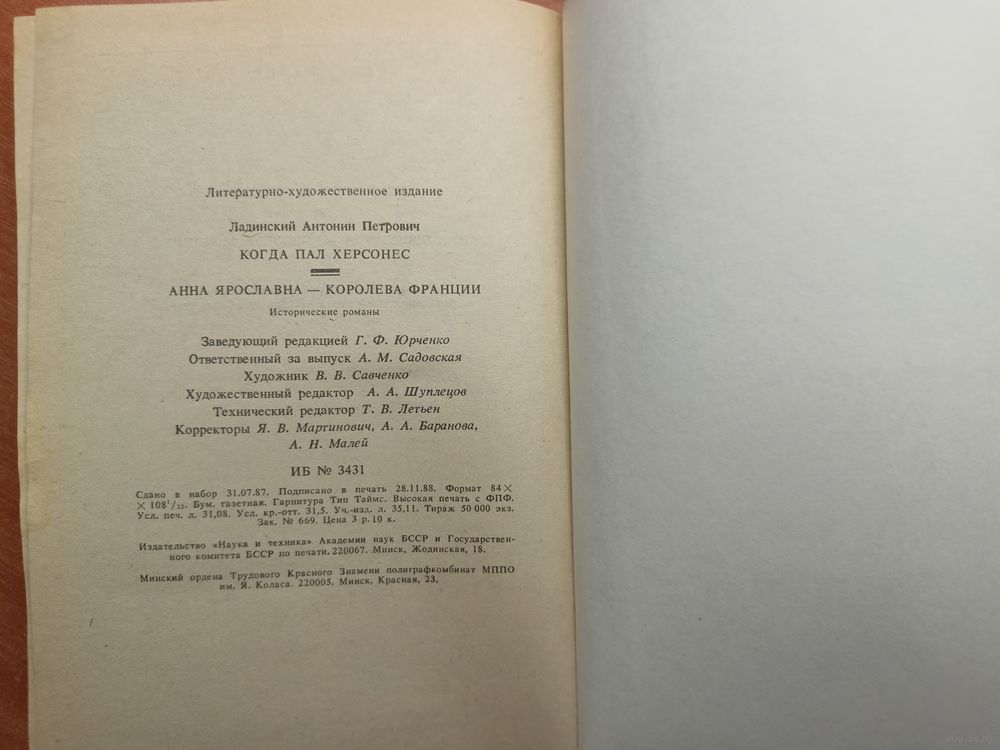 Литературно-художественное издание
Ладинский Антонин Петрович
КОГДА ПАЛ ХЕРСОНЕС
АННА ЯРОСЛАВНА — КОРОЛЕВА ФРАНЦИИ
Исторические романы
Заведующий редакцией Г. Ф. Юрченко
Ответственный за выпуск А. М. Садовская
Художник В. В. Савченко
Художественный редактор А. А. Шуплецов
Технический редактор Т. В. Летьен
Корректоры Я. В. Мартинович, А. А. Баранова,
А. Н. Малей
ИБ № 3431
Сдано в набор 31.07.87. Подписано в печать 28.11.88. Формат 84×
×108¹/₃₂. Бум. газетная. Гарнитура Тип Таймс. Высокая печать с ФПФ.
Усл. печ. л. 31,08. Усл. кр.-отт. 31,5. Уч.-изд. л. 35,11. Тираж 50 000 экз.
Зак. № 669. Цена 3 р. 10 к.
Издательство «Наука и техника» Академии наук БССР и Государствен-
ного комитета БССР по печати. 220067. Минск, Жодинская, 18.
Минский ордена Трудового Красного Знамени полиграфкомбинат МППО
им. Я. Коласа. 220005, Минск, Красная, 23.